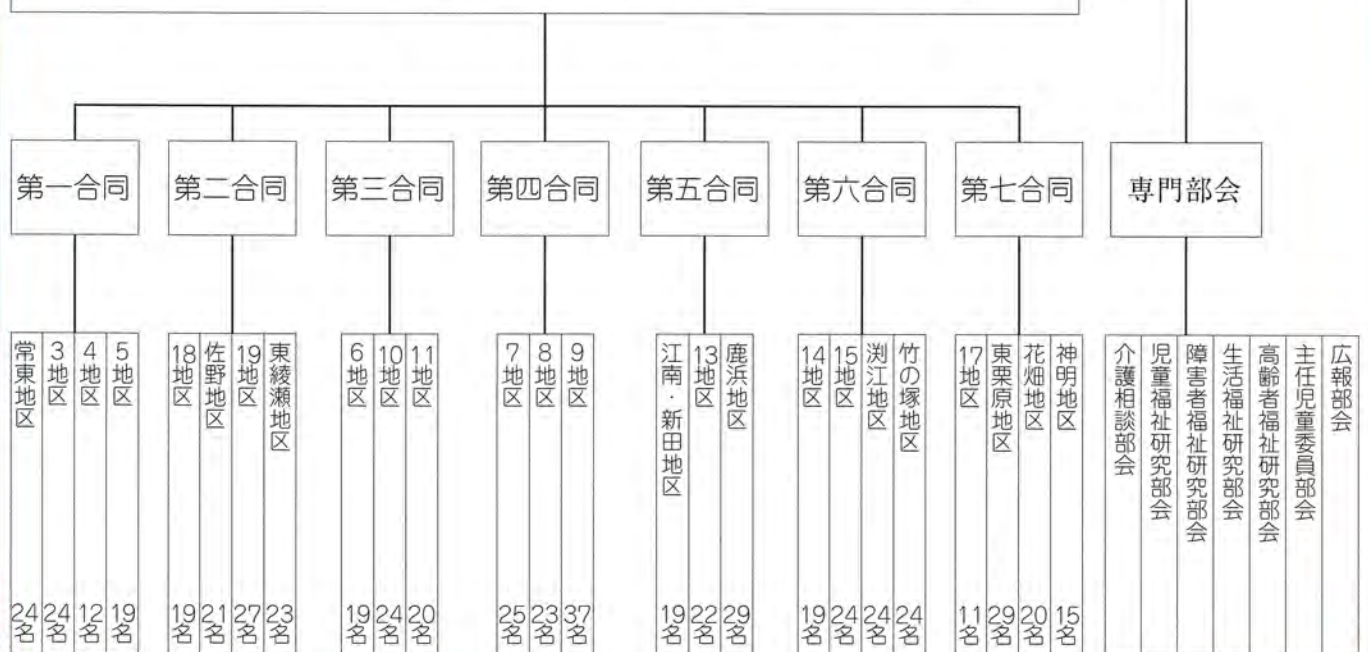 第一合同
第二合同
第三合同
第四合同
第五合同
第六合同
第七合同
専門部会
常東地区 24名
3地区 24名
4地区 12名
5地区 19名
18地区 19名
佐野地区 21名
19地区 27名
東綾瀬地区 23名
6地区 19名
10地区 24名
11地区 20名
7地区 25名
8地区 23名
9地区 37名
江南・新田地区 19名
13地区 22名
鹿浜地区 29名
14地区 19名
15地区 24名
渕江地区 24名
竹の塚地区 24名
17地区 11名
東栗原地区 29名
花畑地区 20名
神明地区 15名
介護相談部会
児童福祉研究部会
障害者福祉研究部会
生活福祉研究部会
高齢者福祉研究部会
主任児童委員部会
広報部会